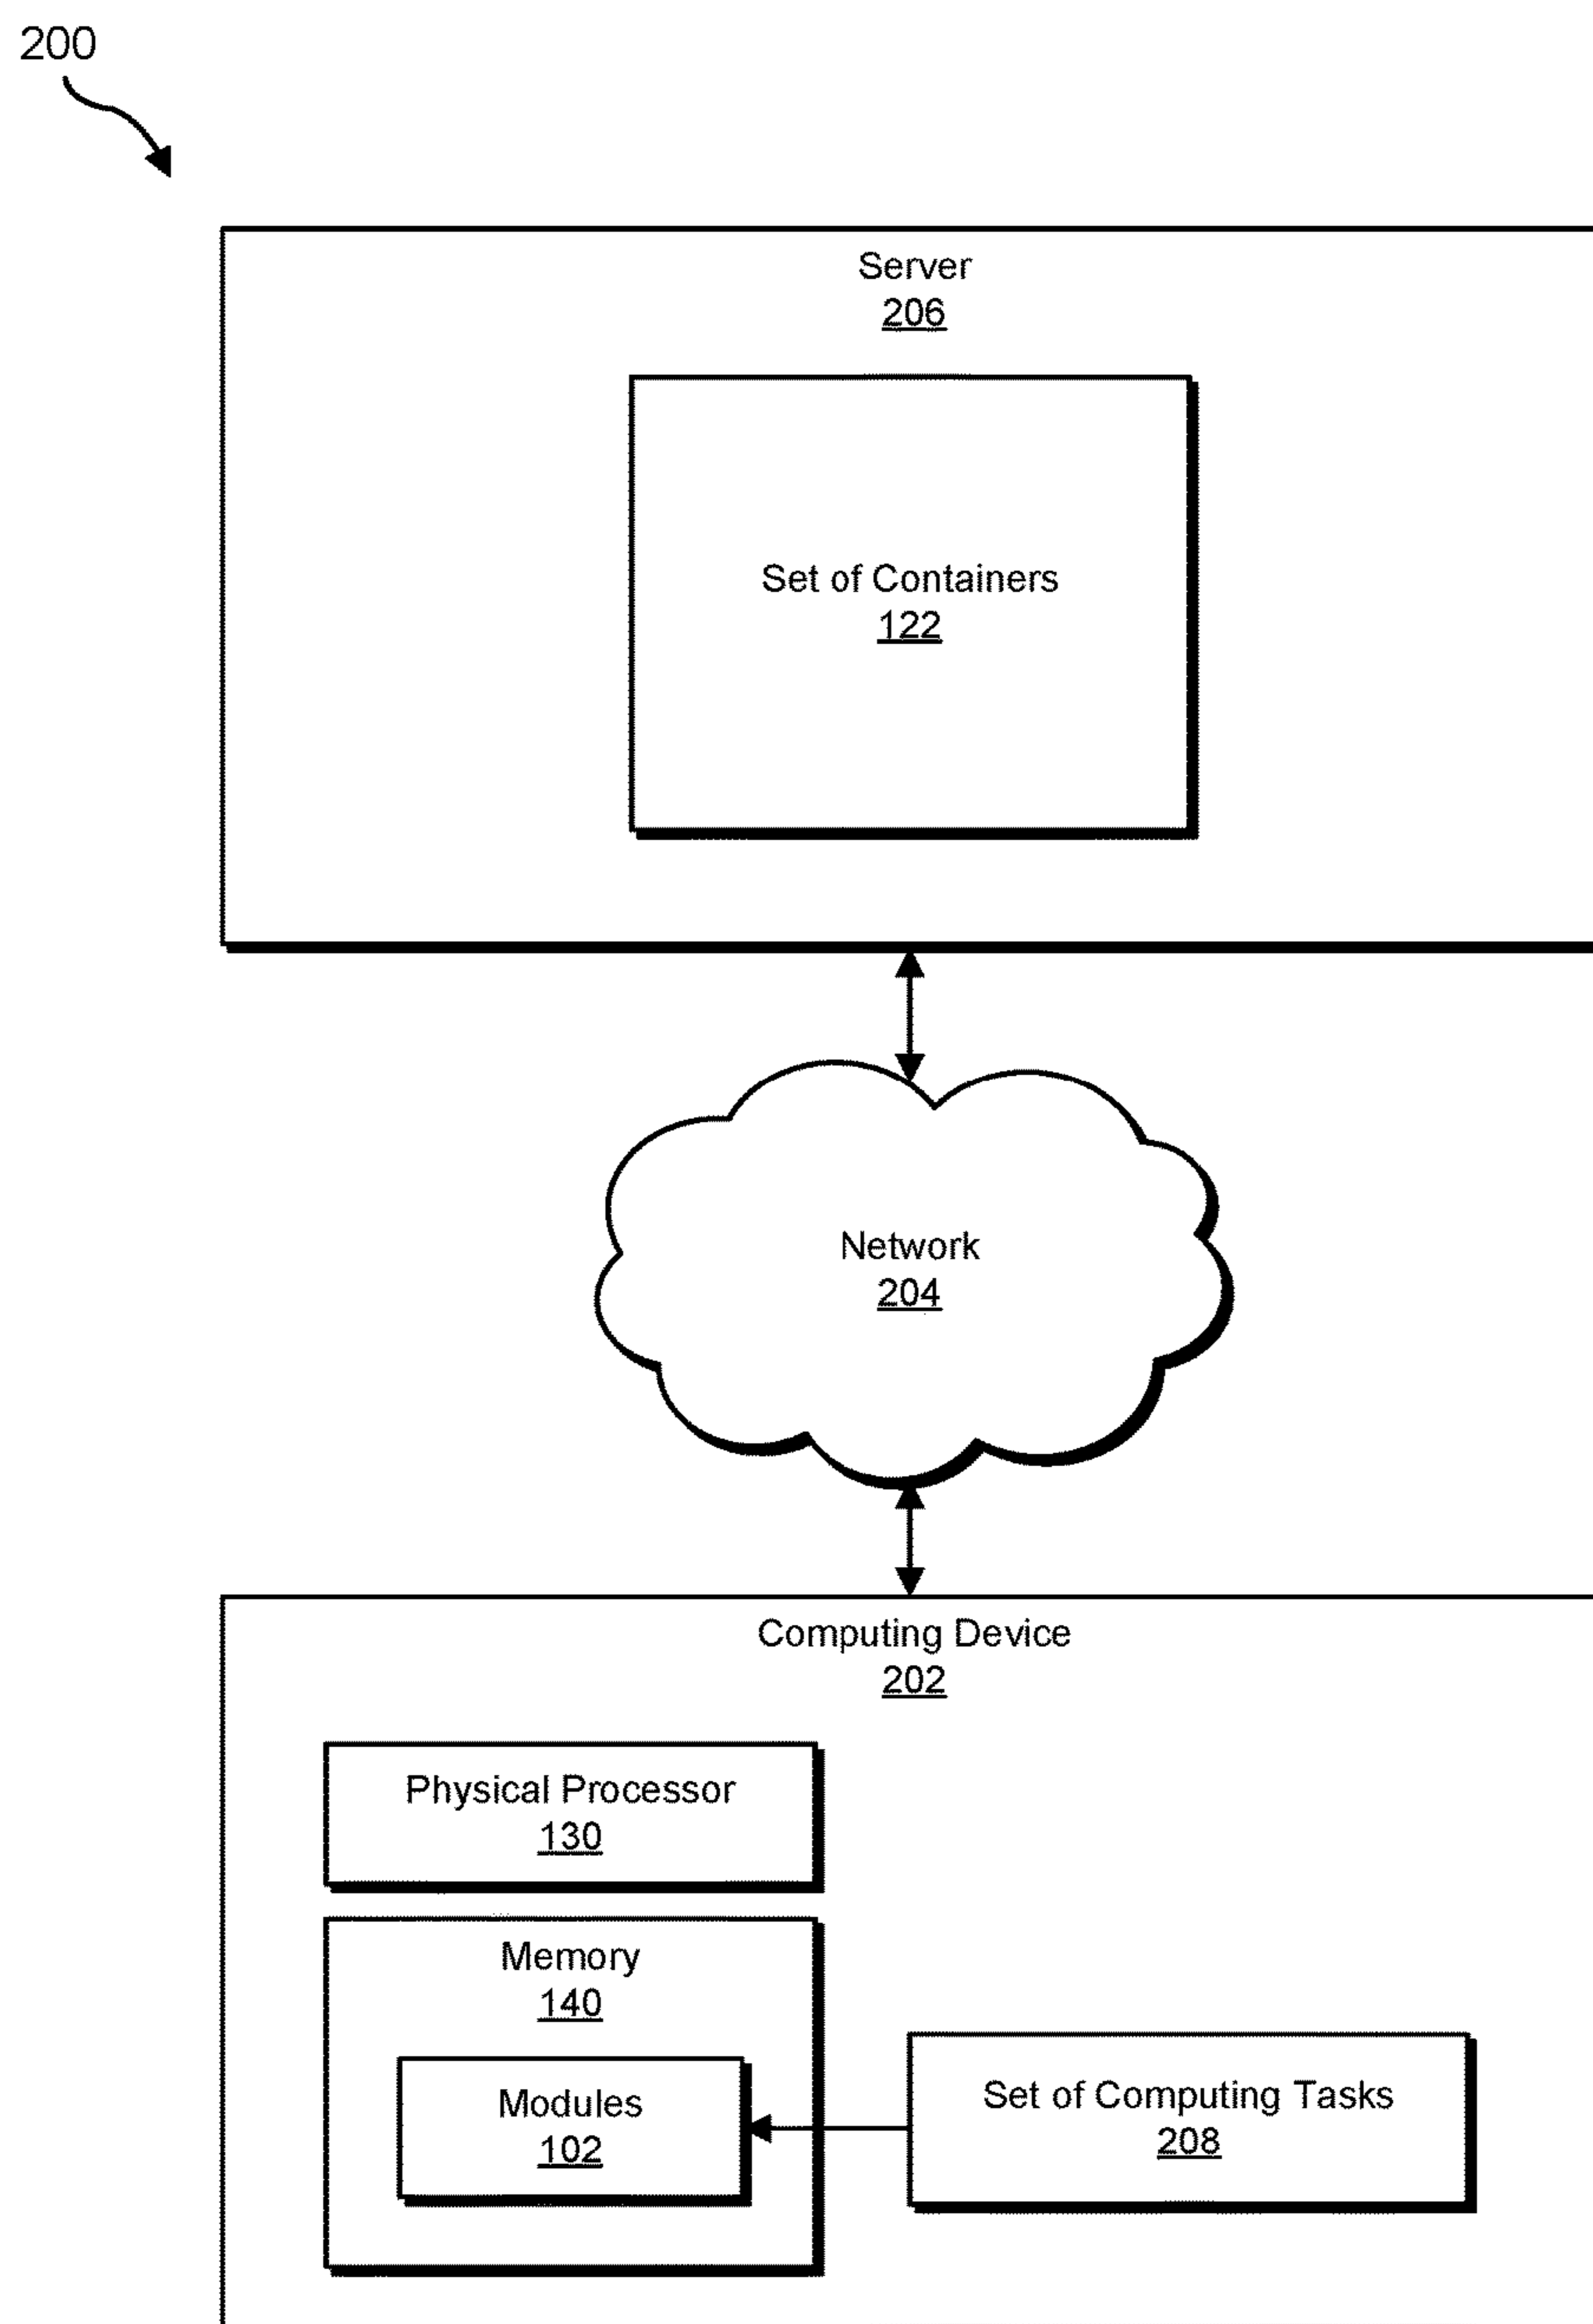 200
Server
206
Set of Containers
122
Network
204
Computing Device
202
Physical Processor
130
Memory
140
Modules
102
Set of Computing Tasks
208